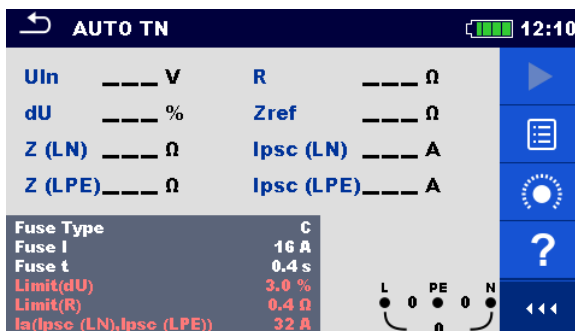 AUTO TN 12:10
Uln ___ V R ___ Ω
dU ___ % Zref ___ Ω
Z (LN) ___ Ω Ipsc (LN) ___ A
Z (LPE)___ Ω Ipsc (LPE)___ A
Fuse Type C
Fuse I 16 A
Fuse t 0.4 s
Limit(dU) 3.0 %
Limit(R) 0.4 Ω
Ia(Ipsc (LN),Ipsc (LPE)) 32 A
L PE N
0 0
0
?